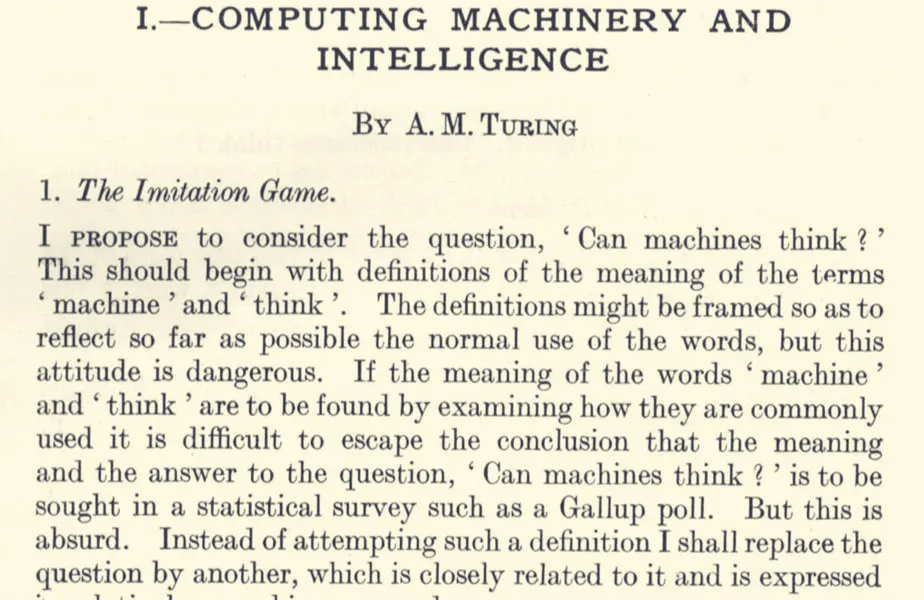 I.—COMPUTING MACHINERY AND
INTELLIGENCE
BY A. M. TURING
1. The Imitation Game.
I PROPOSE to consider the question, ‘ Can machines think ? ’
This should begin with definitions of the meaning of the terms
‘ machine ’ and ‘ think ’. The definitions might be framed so as to
reflect so far as possible the normal use of the words, but this
attitude is dangerous. If the meaning of the words ‘ machine ’
and ‘ think ’ are to be found by examining how they are commonly
used it is difficult to escape the conclusion that the meaning
and the answer to the question, ‘ Can machines think ? ’ is to be
sought in a statistical survey such as a Gallup poll. But this is
absurd. Instead of attempting such a definition I shall replace the
question by another, which is closely related to it and is expressed